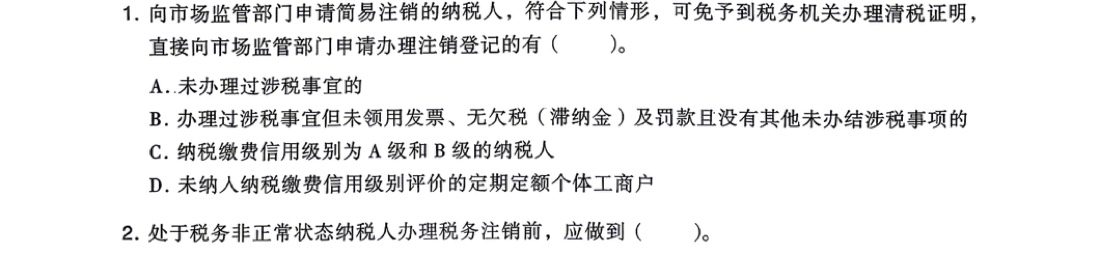 1. 向市场监管部门申请简易注销的纳税人，符合下列情形，可免予到税务机关办理清税证明，
直接向市场监管部门申请办理注销登记的有（　　）。
A. 未办理过涉税事宜的
B. 办理过涉税事宜但未领用发票、无欠税（滞纳金）及罚款且没有其他未办结涉税事项的
C. 纳税缴费信用级别为 A 级和 B 级的纳税人
D. 未纳入纳税缴费信用级别评价的定期定额个体工商户
2. 处于税务非正常状态纳税人办理税务注销前，应做到（　　）。